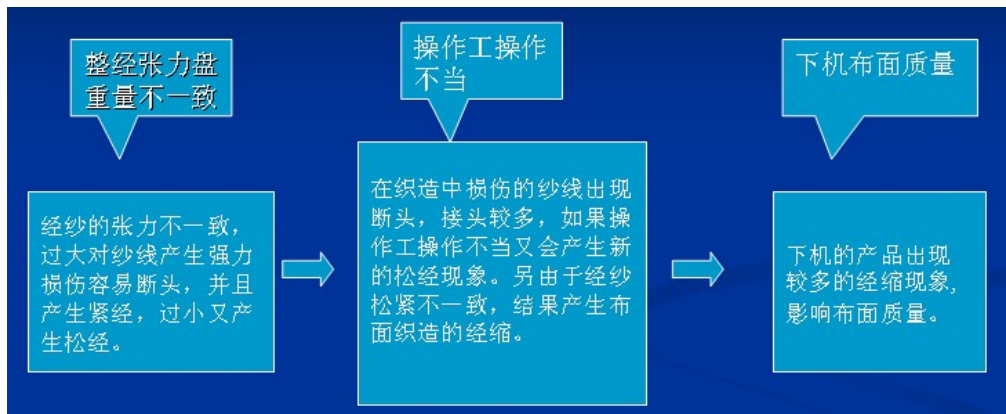 整经张力盘
重量不一致
操作工操作
不当
下机布面质量
经纱的张力不一致，
过大对纱线产生强力
损伤容易断头，并且
产生紧经，过小又产
生松经。
在织造中损伤的纱线出现
断头，接头较多，如果操
作工操作不当又会产生新
的松经现象。另由于经纱
松紧不一致，结果产生布
面织造的经缩。
下机的产品出现
较多的经缩现象,
影响布面质量。